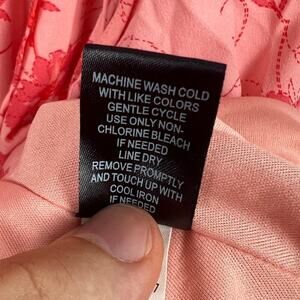 MACHINE WASH COLD
WITH LIKE COLORS
GENTLE CYCLE
USE ONLY NON-
CHLORINE BLEACH
IF NEEDED
LINE DRY
REMOVE PROMPTLY
AND TOUCH UP WITH
COOL IRON
IF NEEDED